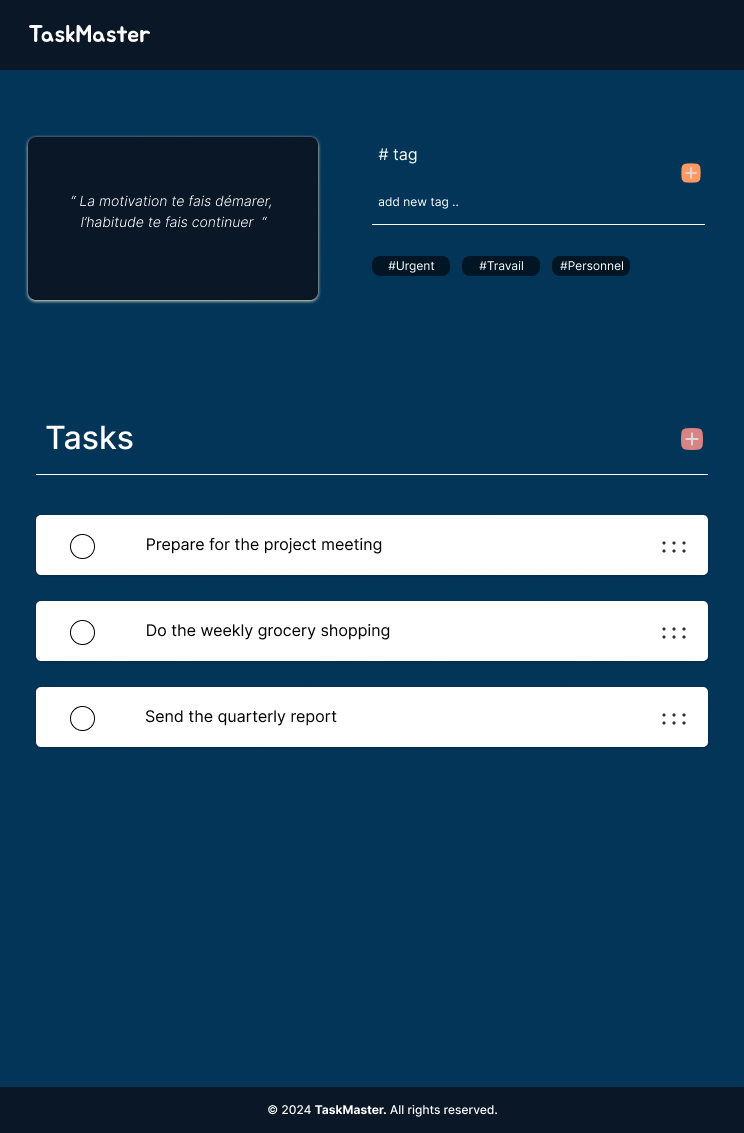 TaskMaster
“ La motivation te fais démarer,
l’habitude te fais continuer “
# tag
add new tag ..
#Urgent #Travail #Personnel
Tasks
Prepare for the project meeting
Do the weekly grocery shopping
Send the quarterly report
© 2024 TaskMaster. All rights reserved.